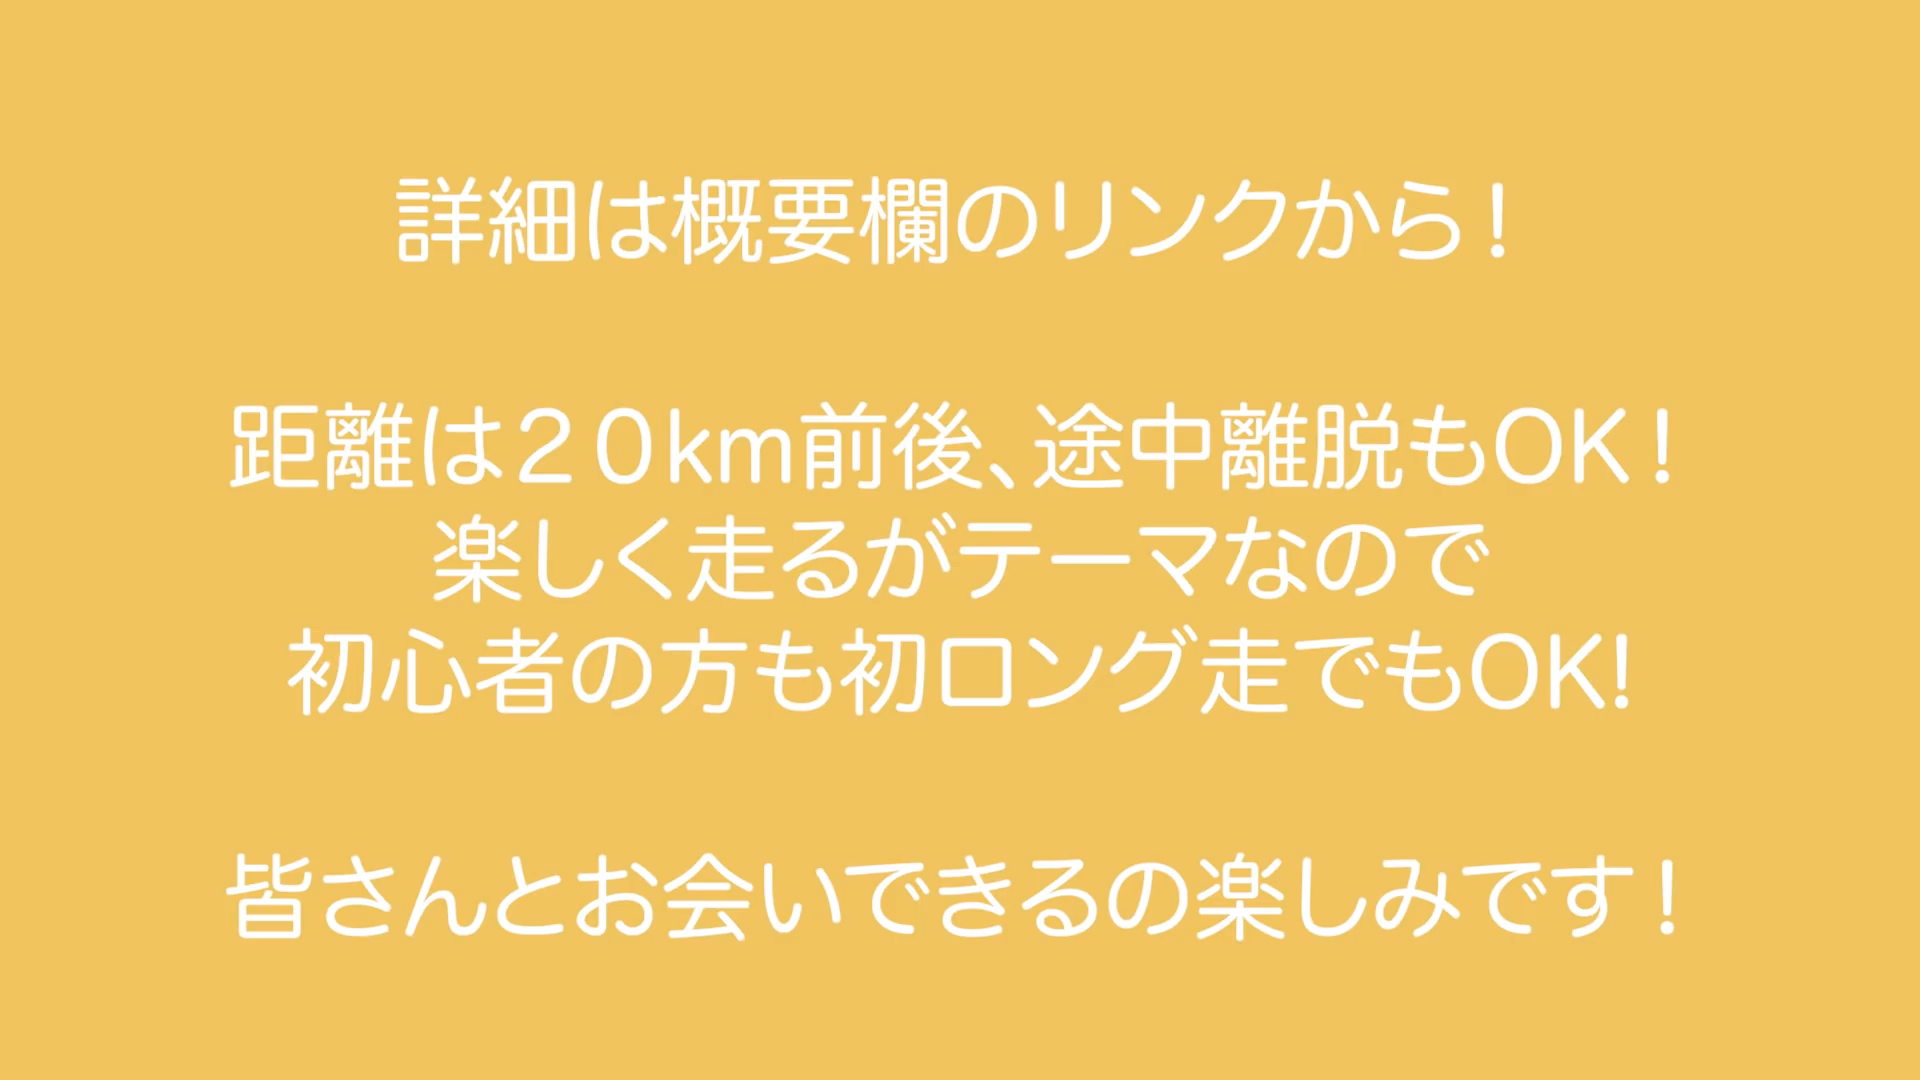 詳細は概要欄のリンクから！
距離は２０km前後、途中離脱もOK！
楽しく走るがテーマなので
初心者の方も初ロング走でもOK!
皆さんとお会いできるの楽しみです！